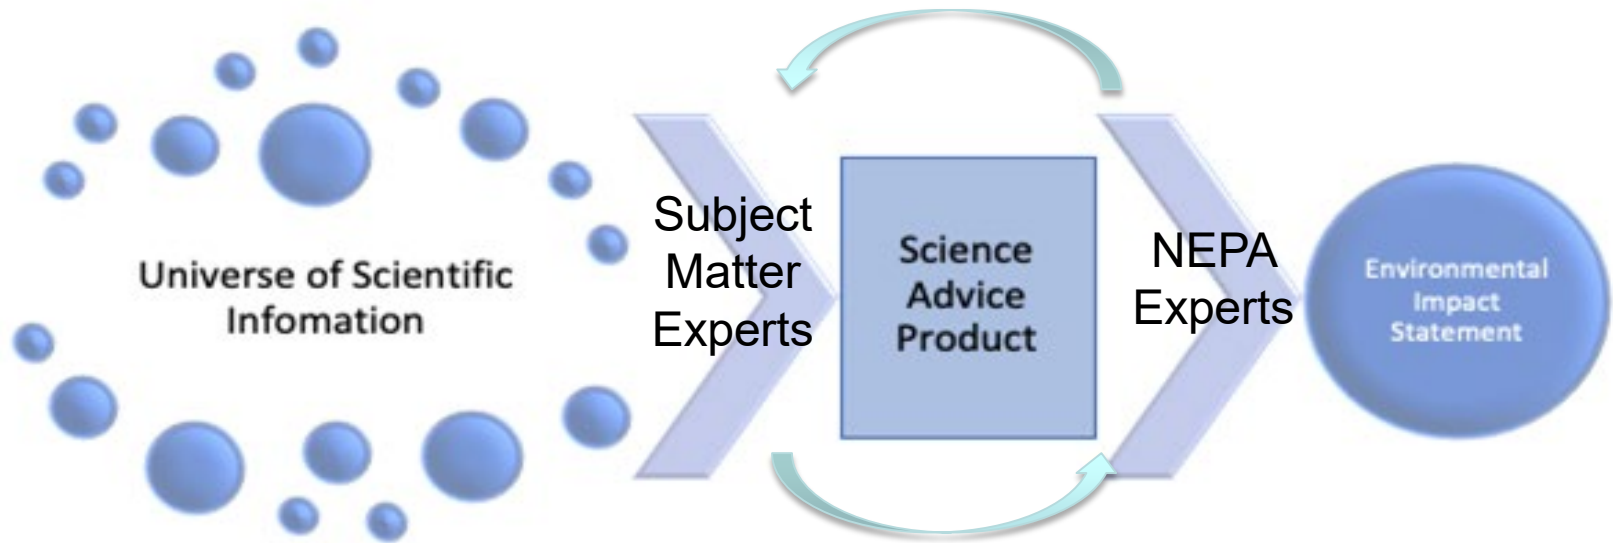 Universe of Scientific
Infomation
Subject
Matter
Experts
Science
Advice
Product
NEPA
Experts
Environmental
Impact
Statement